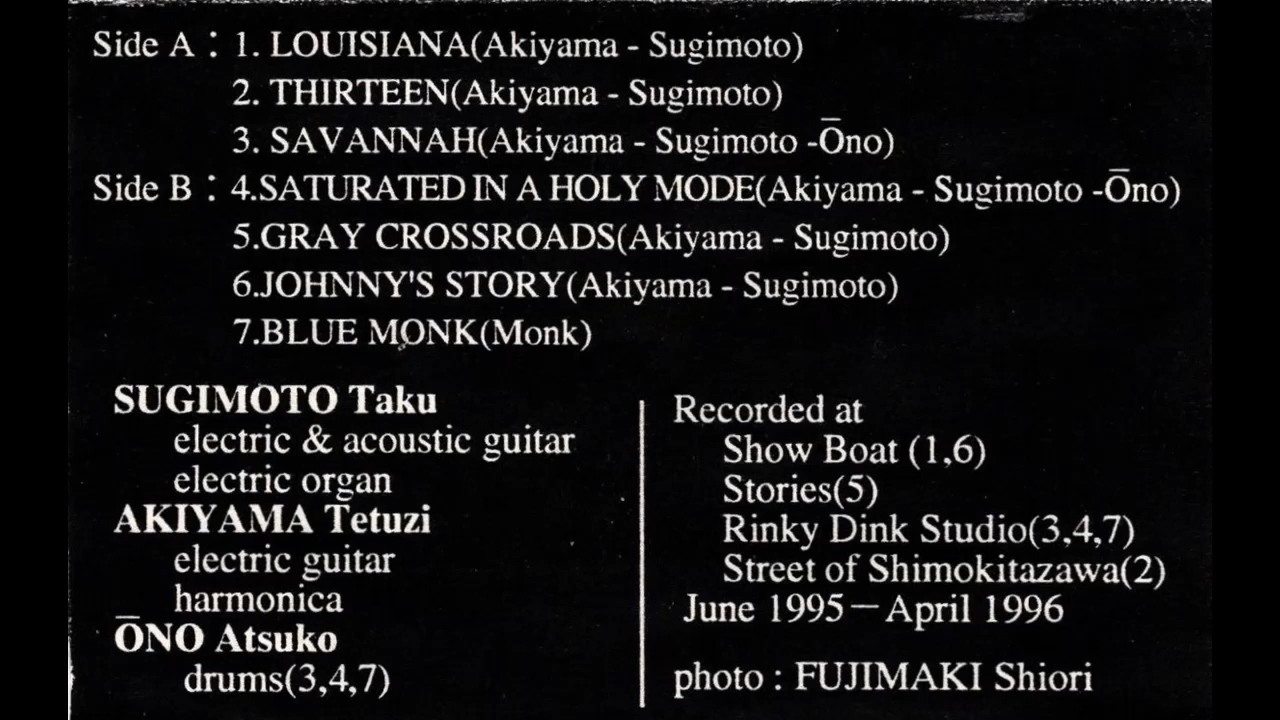 Side A : 1. LOUISIANA(Akiyama - Sugimoto)
2. THIRTEEN(Akiyama - Sugimoto)
3. SAVANNAH(Akiyama - Sugimoto -Ōno)
Side B : 4.SATURATED IN A HOLY MODE(Akiyama - Sugimoto -Ōno)
5.GRAY CROSSROADS(Akiyama - Sugimoto)
6.JOHNNY'S STORY(Akiyama - Sugimoto)
7.BLUE MONK(Monk)
SUGIMOTO Taku
electric & acoustic guitar
electric organ
AKIYAMA Tetuzi
electric guitar
harmonica
ŌNO Atsuko
drums(3,4,7)
Recorded at
Show Boat (1,6)
Stories(5)
Rinky Dink Studio(3,4,7)
Street of Shimokitazawa(2)
June 1995 — April 1996
photo : FUJIMAKI Shiori